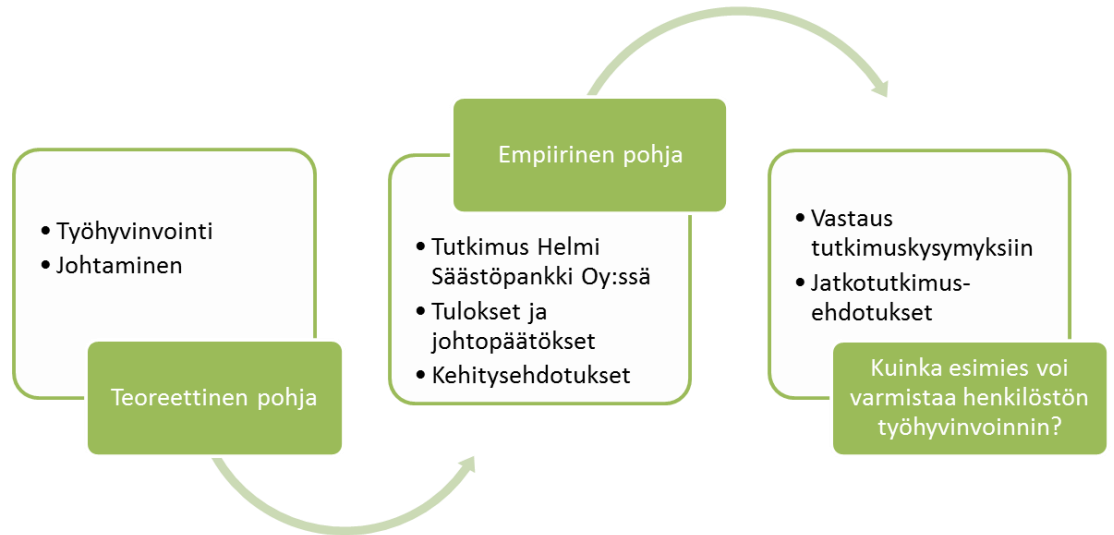 • Työhyvinvointi
• Johtaminen
Teoreettinen pohja
Empiirinen pohja
• Tutkimus Helmi
Säästöpankki Oy:ssä
• Tulokset ja
johtopäätökset
• Kehitysehdotukset
• Vastaus
tutkimuskysymyksiin
• Jatkotutkimus-
ehdotukset
Kuinka esimies voi
varmistaa henkilöstön
työhyvinvoinnin?